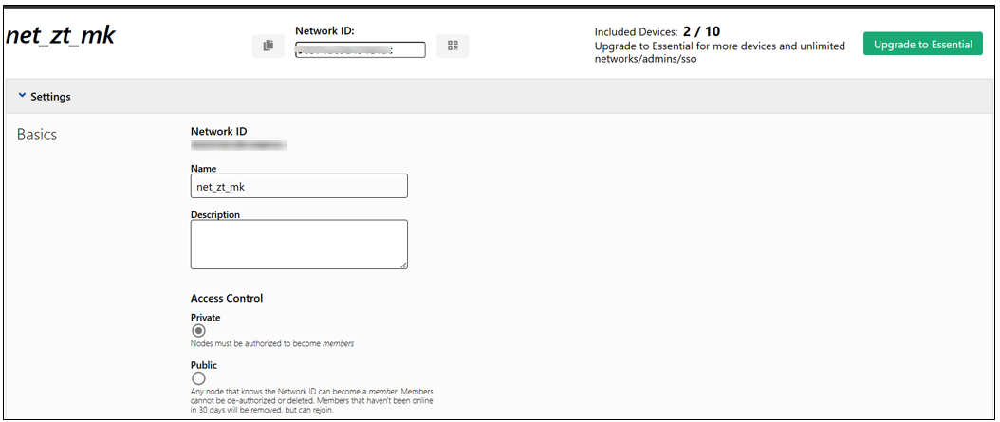 net_zt_mk
Network ID:
Included Devices: 2 / 10
Upgrade to Essential for more devices and unlimited
networks/admins/sso
Upgrade to Essential
Settings
Basics
Network ID
Name
net_zt_mk
Description
Access Control
Private
Nodes must be authorized to become members
Public
Any node that knows the Network ID can become a member. Members
cannot be de-authorized or deleted. Members that haven't been online
in 30 days will be removed, but can rejoin.